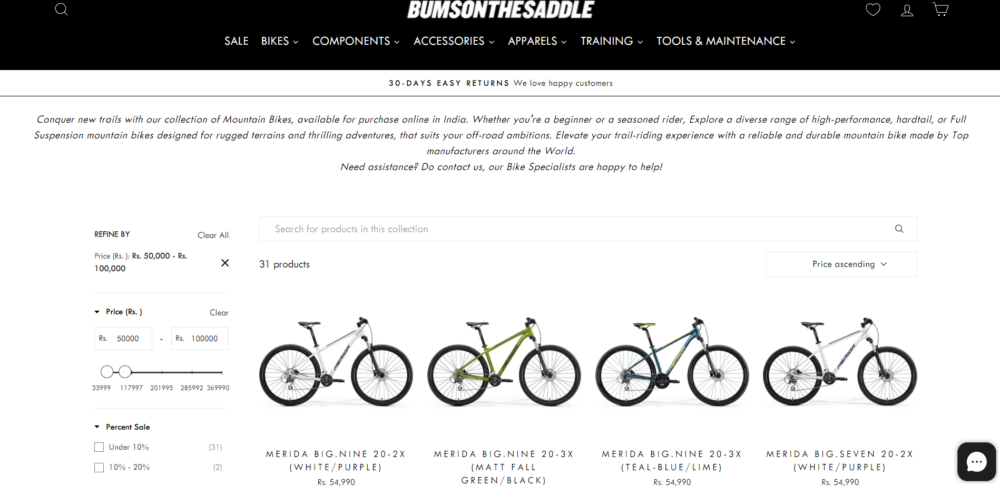 BUMSONTHESADDLE
SALE BIKES COMPONENTS ACCESSORIES APPARELS TRAINING TOOLS & MAINTENANCE
30-DAYS EASY RETURNS We love happy customers
Conquer new trails with our collection of Mountain Bikes, available for purchase online in India. Whether you're a beginner or a seasoned rider, Explore a diverse range of high-performance, hardtail, or Full
Suspension mountain bikes designed for rugged terrains and thrilling adventures, that suits your off-road ambitions. Elevate your trail-riding experience with a reliable and durable mountain bike made by Top
manufacturers around the World.
Need assistance? Do contact us, our Bike Specialists are happy to help!
Search for products in this collection
REFINE BY Clear All
Price (Rs. ): Rs. 50,000 - Rs.
100,000
31 products
Price ascending
Price (Rs. ) Clear
Rs. 50000 - Rs. 100000
33999 117997 201995 285992 369990
Percent Sale
Under 10% (31)
10% - 20% (2)
MERIDA
MERIDA
MERIDA
MERIDA
MERIDA BIG.NINE 20-2X
(WHITE/PURPLE)
Rs. 54,990
MERIDA BIG.NINE 20-3X
(MATT FALL
GREEN/BLACK)
MERIDA BIG.NINE 20-3X
(TEAL-BLUE/LIME)
Rs. 54,990
MERIDA BIG.SEVEN 20-2X
(WHITE/PURPLE)
Rs. 54,990